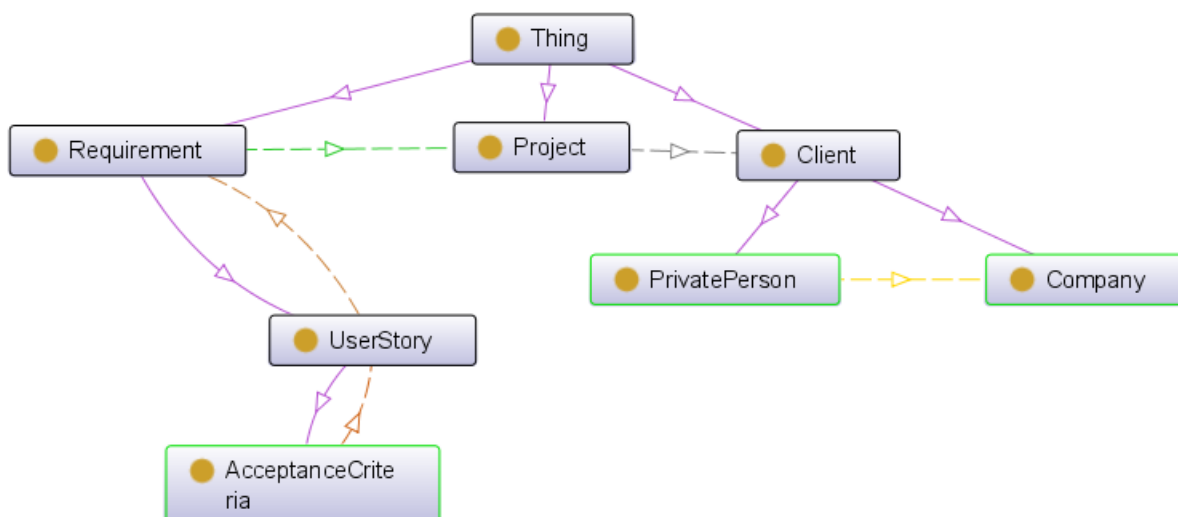 Thing
Requirement
Project
Client
PrivatePerson
Company
UserStory
AcceptanceCrite
ria